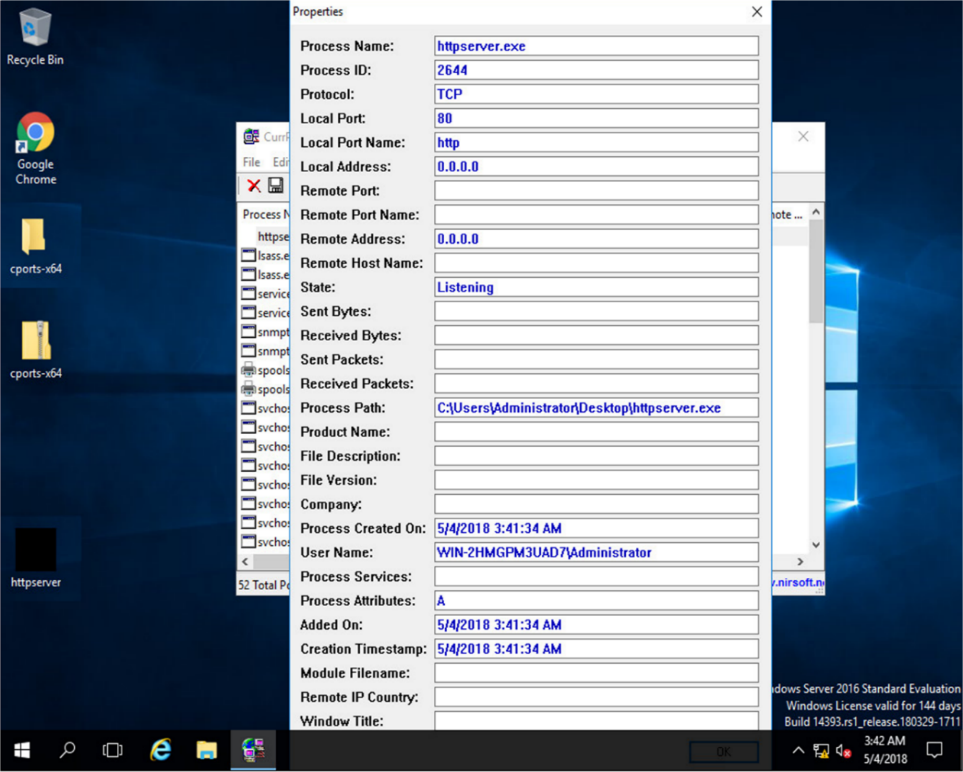 Properties
Process Name: httpserver.exe
Process ID: 2644
Protocol: TCP
Local Port: 80
Local Port Name: http
Local Address: 0.0.0.0
Remote Port:
Remote Port Name:
Remote Address: 0.0.0.0
Remote Host Name:
State: Listening
Sent Bytes:
Received Bytes:
Sent Packets:
Received Packets:
Process Path: C:\Users\Administrator\Desktop\httpserver.exe
Product Name:
File Description:
File Version:
Company:
Process Created On: 5/4/2018 3:41:34 AM
User Name: WIN-2HMGPM3UAD7\Administrator
Process Services:
Process Attributes: A
Added On: 5/4/2018 3:41:34 AM
Creation Timestamp: 5/4/2018 3:41:34 AM
Module Filename:
Remote IP Country:
Window Title:
OK
Recycle Bin
Google
Chrome
cports-x64
cports-x64
httpserver
CurrP
File Edi
Process N
httpse
lsass.e
lsass.e
service
service
snmpt
snmpt
spools
spools
svchos
svchos
svchos
svchos
svchos
svchos
svchos
svchos
52 Total Po
note ...
v.nirsoft.ne
dows Server 2016 Standard Evaluation
Windows License valid for 144 days
Build 14393.rs1_release.180329-1711
3:42 AM
5/4/2018